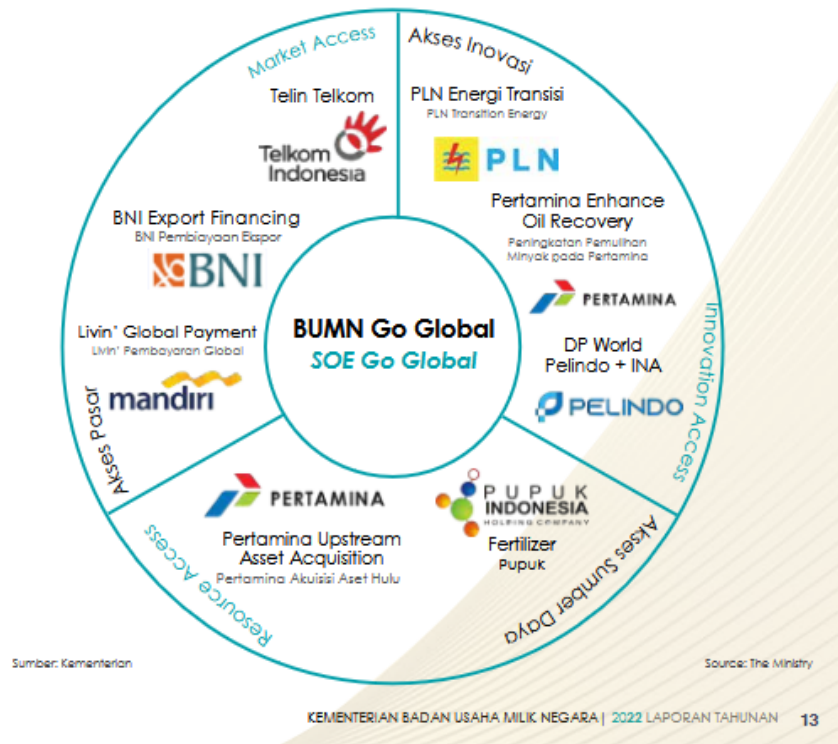 Market Access
Telin Telkom
Telkom
Indonesia
BNI Export Financing
BNI Pembiayaan Ekspor
BNI
Livin' Global Payment
Livin' Pembayaran Global
mandırı
Akses Pasar
Akses Inovasi
PLN Energi Transisi
PLN Transition Energy
PLN
Pertamina Enhance
Oil Recovery
Peningkatan Pemulihan
Minyak pada Pertamina
PERTAMINA
DP World
Pelindo + INA
PELINDO
Innovation Access
BUMN Go Global
SOE Go Global
PERTAMINA
Pertamina Upstream
Asset Acquisition
Pertamina Akuisisi Aset Hulu
Resource Access
PUPUK
INDONESIA
HOLDING COMPANY
Fertilizer
Pupuk
Akses Sumber Daya
Sumber: Kementerian
Source: The Ministry
KEMENTERIAN BADAN USAHA MILIK NEGARA | 2022 LAPORAN TAHUNAN 13